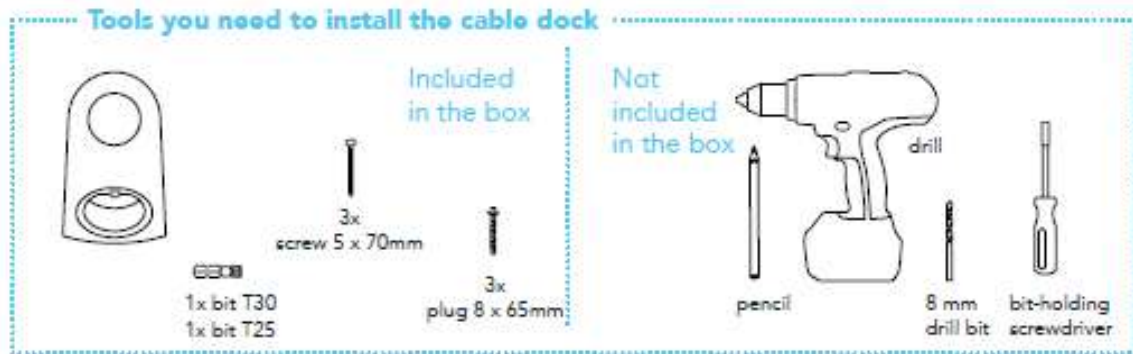 Tools you need to install the cable dock
Included
in the box
3x
screw 5 x 70mm
3x
plug 8 x 65mm
1x bit T30
1x bit T25
Not
included
in the box
drill
pencil
8 mm
drill bit
bit-holding
screwdriver